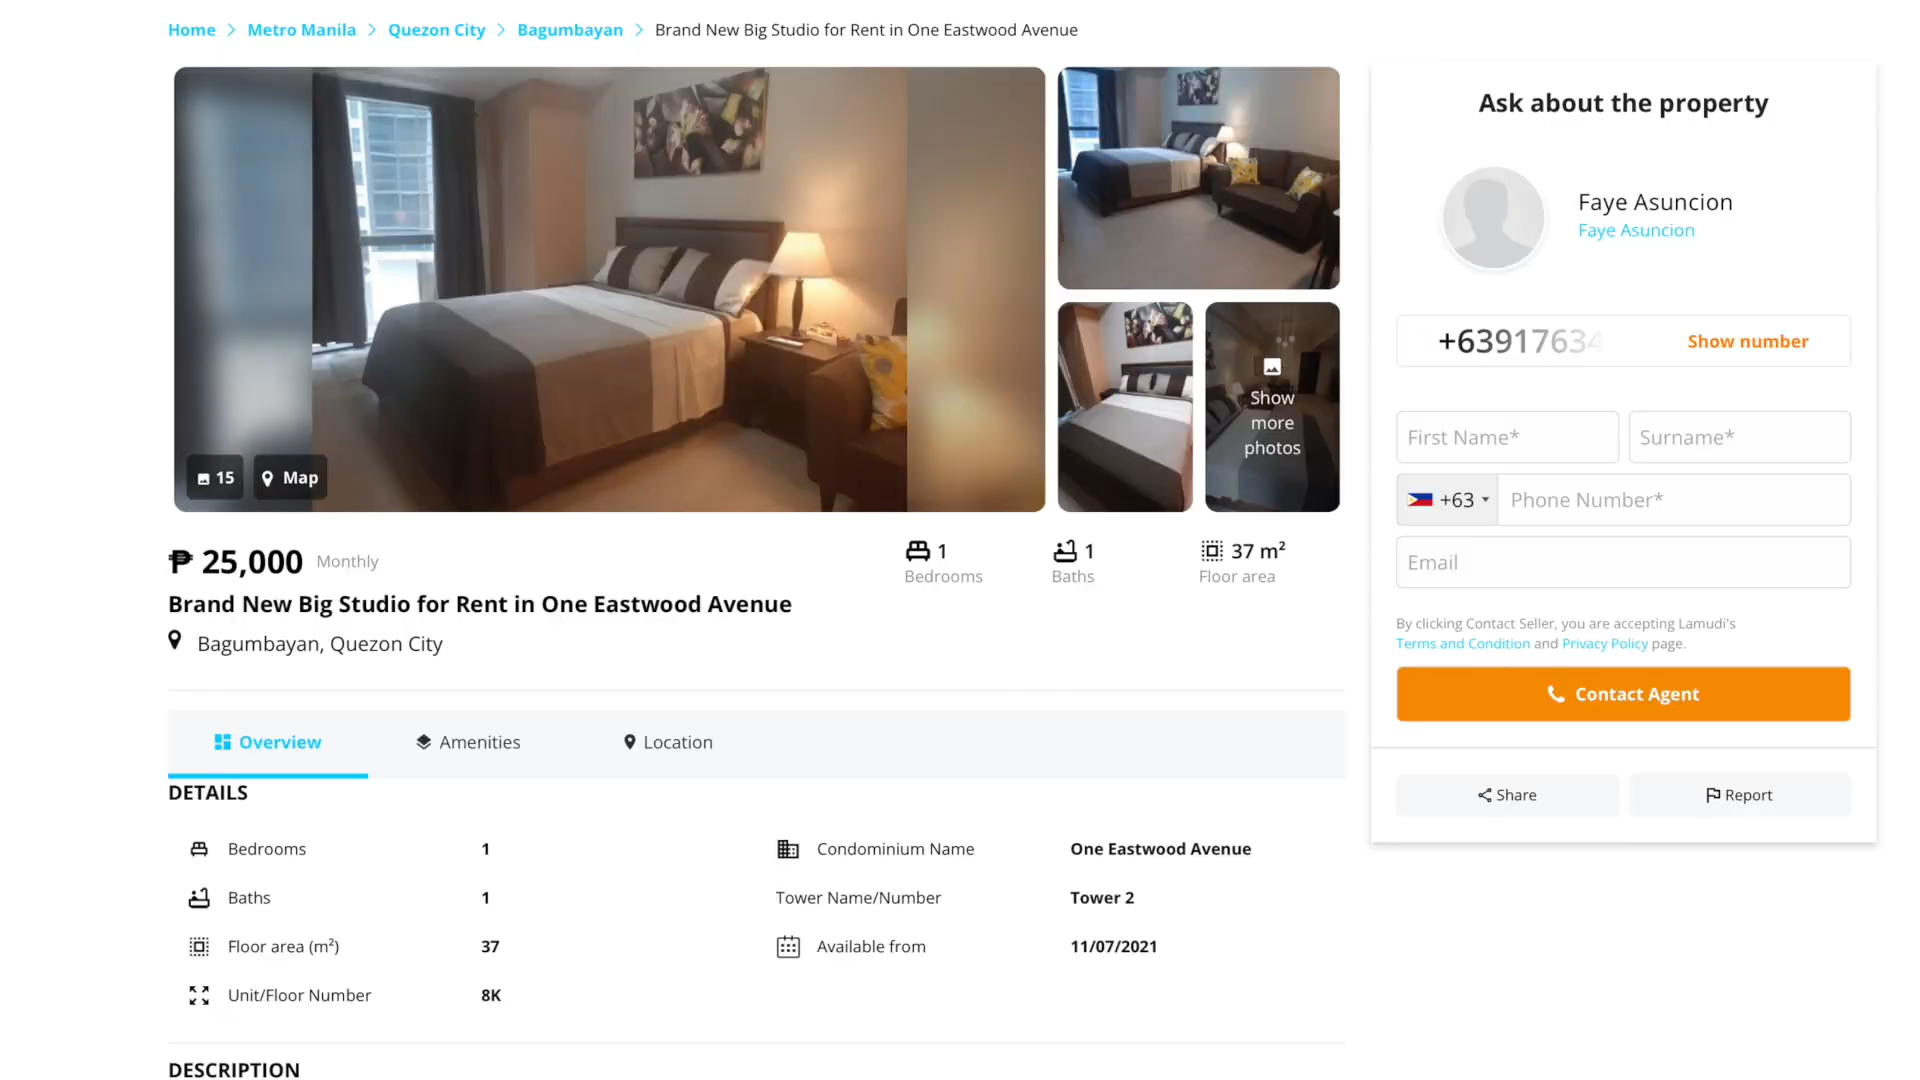 Home > Metro Manila > Quezon City > Bagumbayan > Brand New Big Studio for Rent in One Eastwood Avenue
15 Map
Show
more
photos
₱ 25,000 Monthly
1
Bedrooms
1
Baths
37 m²
Floor area
Brand New Big Studio for Rent in One Eastwood Avenue
Bagumbayan, Quezon City
Overview Amenities Location
DETAILS
Bedrooms 1
Condominium Name One Eastwood Avenue
Baths 1
Tower Name/Number Tower 2
Floor area (m²) 37
Available from 11/07/2021
Unit/Floor Number 8K
DESCRIPTION
Ask about the property
Faye Asuncion
Faye Asuncion
+63917634 Show number
First Name* Surname*
+63 Phone Number*
Email
By clicking Contact Seller, you are accepting Lamudi's
Terms and Condition and Privacy Policy page.
Contact Agent
Share Report